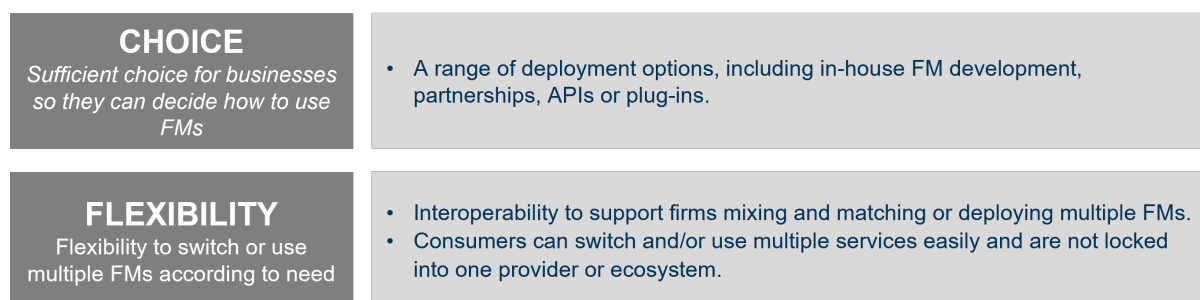 CHOICE
Sufficient choice for businesses
so they can decide how to use
FMs
• A range of deployment options, including in-house FM development,
partnerships, APIs or plug-ins.
FLEXIBILITY
Flexibility to switch or use
multiple FMs according to need
• Interoperability to support firms mixing and matching or deploying multiple FMs.
• Consumers can switch and/or use multiple services easily and are not locked
into one provider or ecosystem.